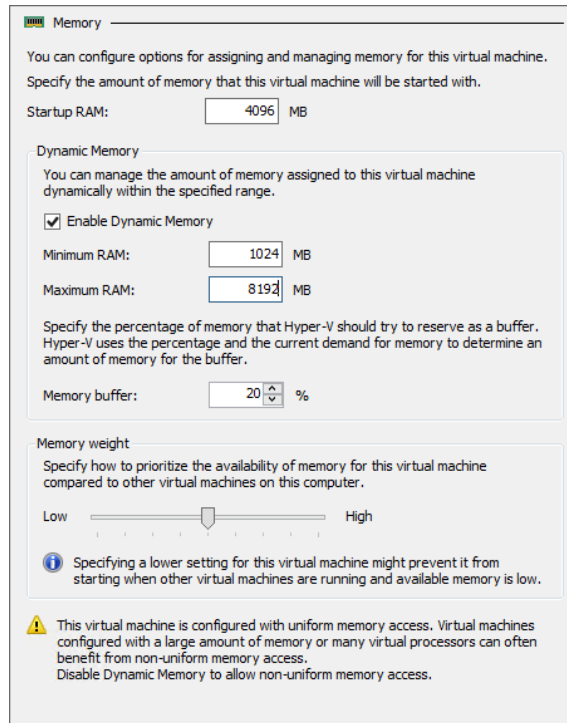 Memory
You can configure options for assigning and managing memory for this virtual machine.
Specify the amount of memory that this virtual machine will be started with.
Startup RAM: 4096 MB
Dynamic Memory
You can manage the amount of memory assigned to this virtual machine
dynamically within the specified range.
Enable Dynamic Memory
Minimum RAM: 1024 MB
Maximum RAM: 8192 MB
Specify the percentage of memory that Hyper-V should try to reserve as a buffer.
Hyper-V uses the percentage and the current demand for memory to determine an
amount of memory for the buffer.
Memory buffer: 20 %
Memory weight
Specify how to prioritize the availability of memory for this virtual machine
compared to other virtual machines on this computer.
Low High
Specifying a lower setting for this virtual machine might prevent it from
starting when other virtual machines are running and available memory is low.
This virtual machine is configured with uniform memory access. Virtual machines
configured with a large amount of memory or many virtual processors can often
benefit from non-uniform memory access.
Disable Dynamic Memory to allow non-uniform memory access.